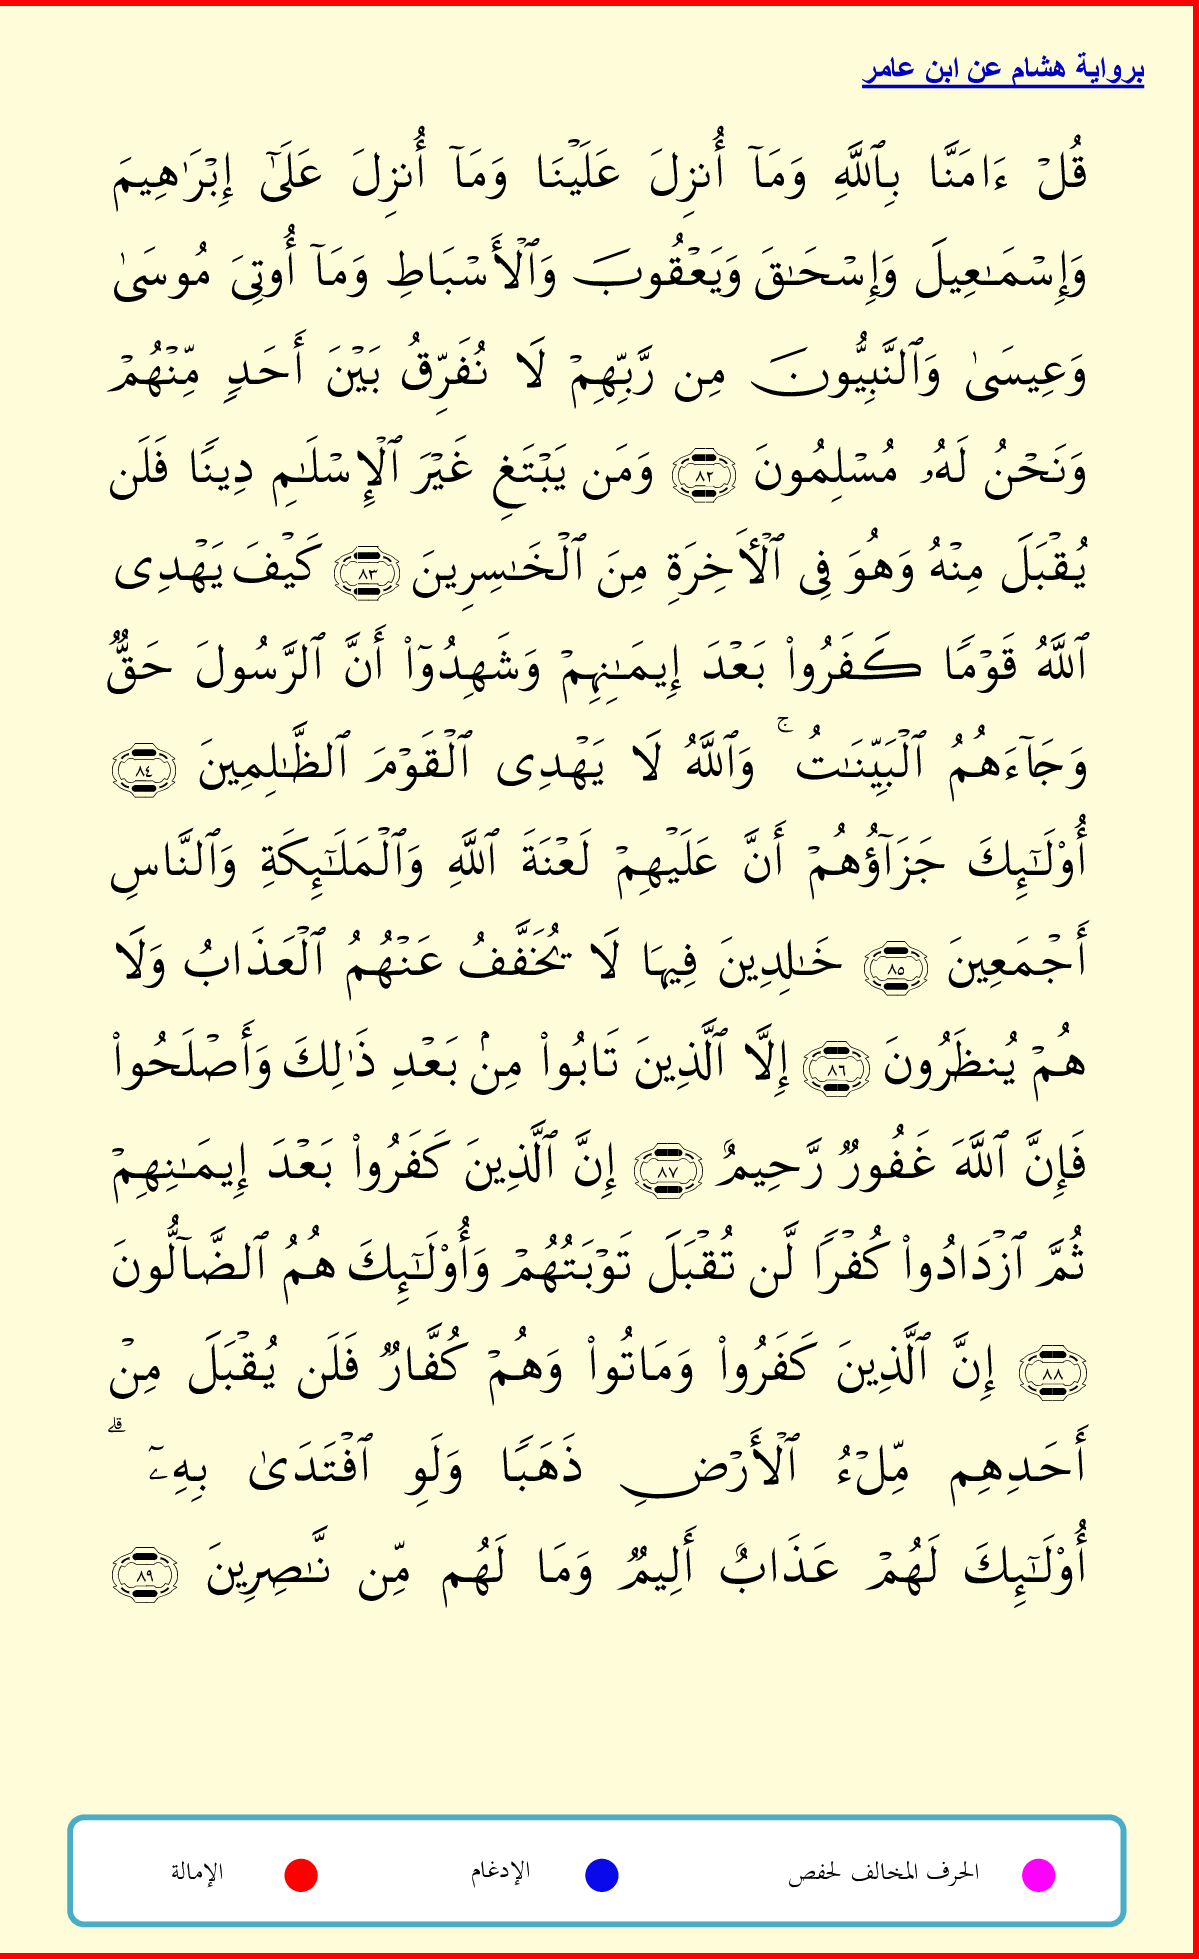 برواية هشام عن ابن عامر
قُلۡ ءَامَنَّا بِٱللَّهِ وَمَآ أُنزِلَ عَلَيۡنَا وَمَآ أُنزِلَ عَلَىٰٓ إِبۡرَٰهِيمَ
وَإِسۡمَٰعِيلَ وَإِسۡحَٰقَ وَيَعۡقُوبَ وَٱلۡأَسۡبَاطِ وَمَآ أُوتِيَ مُوسَىٰ
وَعِيسَىٰ وَٱلنَّبِيُّونَ مِن رَّبِّهِمۡ لَا نُفَرِّقُ بَيۡنَ أَحَدٖ مِّنۡهُمۡ
وَنَحۡنُ لَهُۥ مُسۡلِمُونَ ٨٢ وَمَن يَبۡتَغِ غَيۡرَ ٱلۡإِسۡلَٰمِ دِينٗا فَلَن
يُقۡبَلَ مِنۡهُ وَهُوَ فِي ٱلۡأٓخِرَةِ مِنَ ٱلۡخَٰسِرِينَ ٨٣ كَيۡفَ يَهۡدِي
ٱللَّهُ قَوۡمٗا كَفَرُواْ بَعۡدَ إِيمَٰنِهِمۡ وَشَهِدُوٓاْ أَنَّ ٱلرَّسُولَ حَقّٞ
وَجَآءَهُمُ ٱلۡبَيِّنَٰتُۚ وَٱللَّهُ لَا يَهۡدِي ٱلۡقَوۡمَ ٱلظَّٰلِمِينَ ٨٤
أُوْلَٰٓئِكَ جَزَآؤُهُمۡ أَنَّ عَلَيۡهِمۡ لَعۡنَةَ ٱللَّهِ وَٱلۡمَلَٰٓئِكَةِ وَٱلنَّاسِ
أَجۡمَعِينَ ٨٥ خَٰلِدِينَ فِيهَا لَا يُخَفَّفُ عَنۡهُمُ ٱلۡعَذَابُ وَلَا
هُمۡ يُنظَرُونَ ٨٦ إِلَّا ٱلَّذِينَ تَابُواْ مِنۢ بَعۡدِ ذَٰلِكَ وَأَصۡلَحُواْ
فَإِنَّ ٱللَّهَ غَفُورٞ رَّحِيمٌ ٨٧ إِنَّ ٱلَّذِينَ كَفَرُواْ بَعۡدَ إِيمَٰنِهِمۡ
ثُمَّ ٱزۡدَادُواْ كُفۡرٗا لَّن تُقۡبَلَ تَوۡبَتُهُمۡ وَأُوْلَٰٓئِكَ هُمُ ٱلضَّآلُّونَ
٨٨ إِنَّ ٱلَّذِينَ كَفَرُواْ وَمَاتُواْ وَهُمۡ كُفَّارٞ فَلَن يُقۡبَلَ مِنۡ
أَحَدِهِم مِّلۡءُ ٱلۡأَرۡضِ ذَهَبٗا وَلَوِ ٱفۡتَدَىٰ بِهِۦٓۗ
أُوْلَٰٓئِكَ لَهُمۡ عَذَابٌ أَلِيمٞ وَمَا لَهُم مِّن نَّٰصِرِينَ ٨٩
الحرف المخالف لحفص الإدغام الإمالة